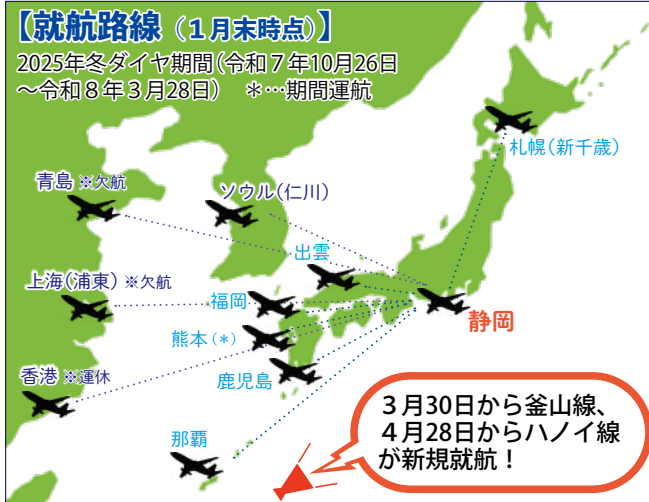 【就航路線（１月末時点）】
2025年冬ダイヤ期間（令和７年10月26日
～令和８年３月28日）　＊…期間運航
札幌（新千歳）
青島 ※欠航
ソウル（仁川）
出雲
上海（浦東）※欠航
福岡
静岡
熊本（＊）
香港 ※運休
鹿児島
３月30日から釜山線、
４月28日からハノイ線
が新規就航！
那覇